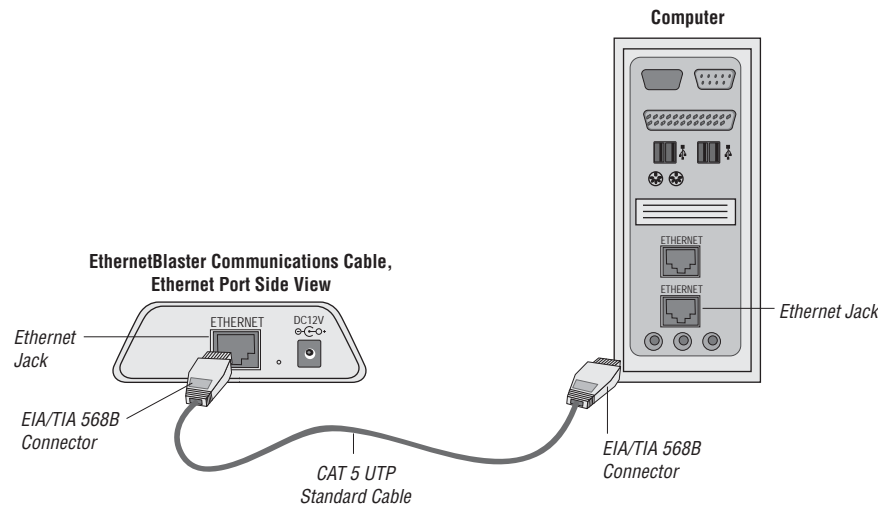 Computer
ETHERNET
ETHERNET
Ethernet Jack
EthernetBlaster Communications Cable,
Ethernet Port Side View
ETHERNET
DC12V
Ethernet
Jack
EIA/TIA 568B
Connector
CAT 5 UTP
Standard Cable
EIA/TIA 568B
Connector